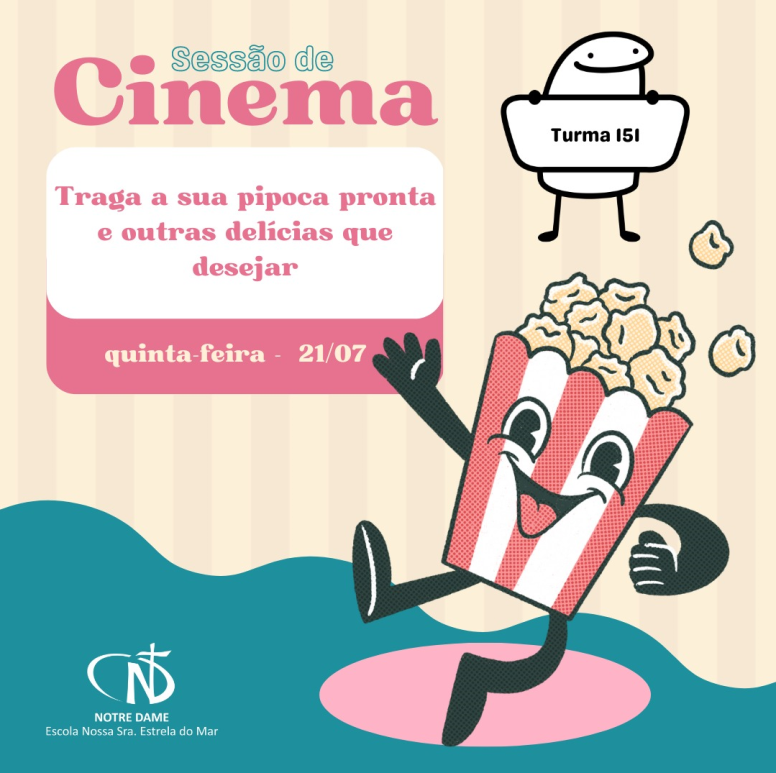 Sessão de
Cinema
Turma 151
Traga a sua pipoca pronta
e outras delícias que
desejar
quinta-feira - 21/07
NOTRE DAME
Escola Nossa Sra. Estrela do Mar